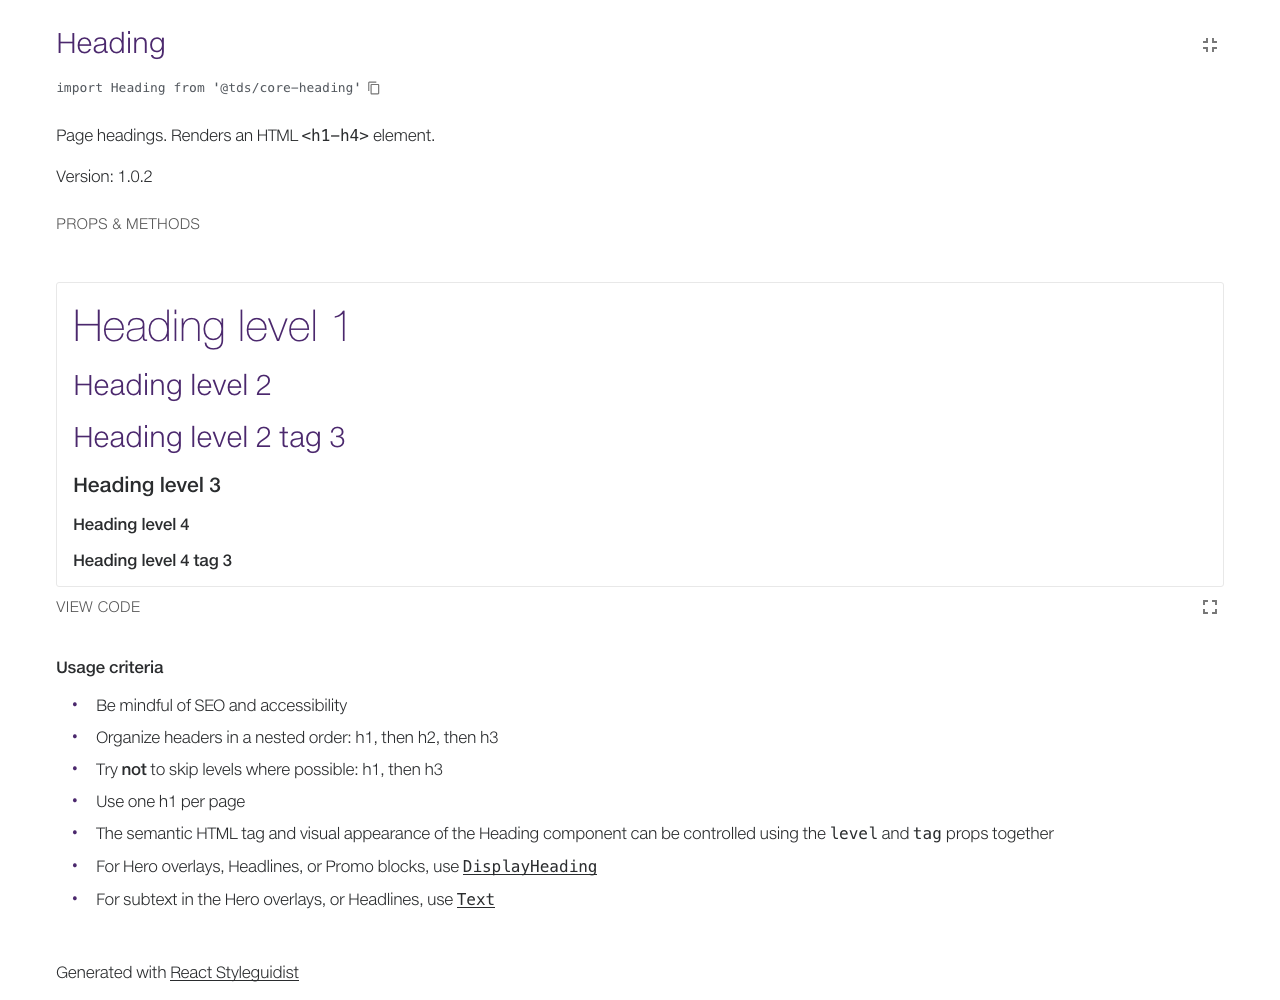 Heading
import Heading from '@tds/core-heading'
Page headings. Renders an HTML <h1-h4> element.
Version: 1.0.2
PROPS & METHODS
Heading level 1
Heading level 2
Heading level 2 tag 3
Heading level 3
Heading level 4
Heading level 4 tag 3
VIEW CODE
Usage criteria
• Be mindful of SEO and accessibility
• Organize headers in a nested order: h1, then h2, then h3
• Try not to skip levels where possible: h1, then h3
• Use one h1 per page
• The semantic HTML tag and visual appearance of the Heading component can be controlled using the level and tag props together
• For Hero overlays, Headlines, or Promo blocks, use DisplayHeading
• For subtext in the Hero overlays, or Headlines, use Text
Generated with React Styleguidist